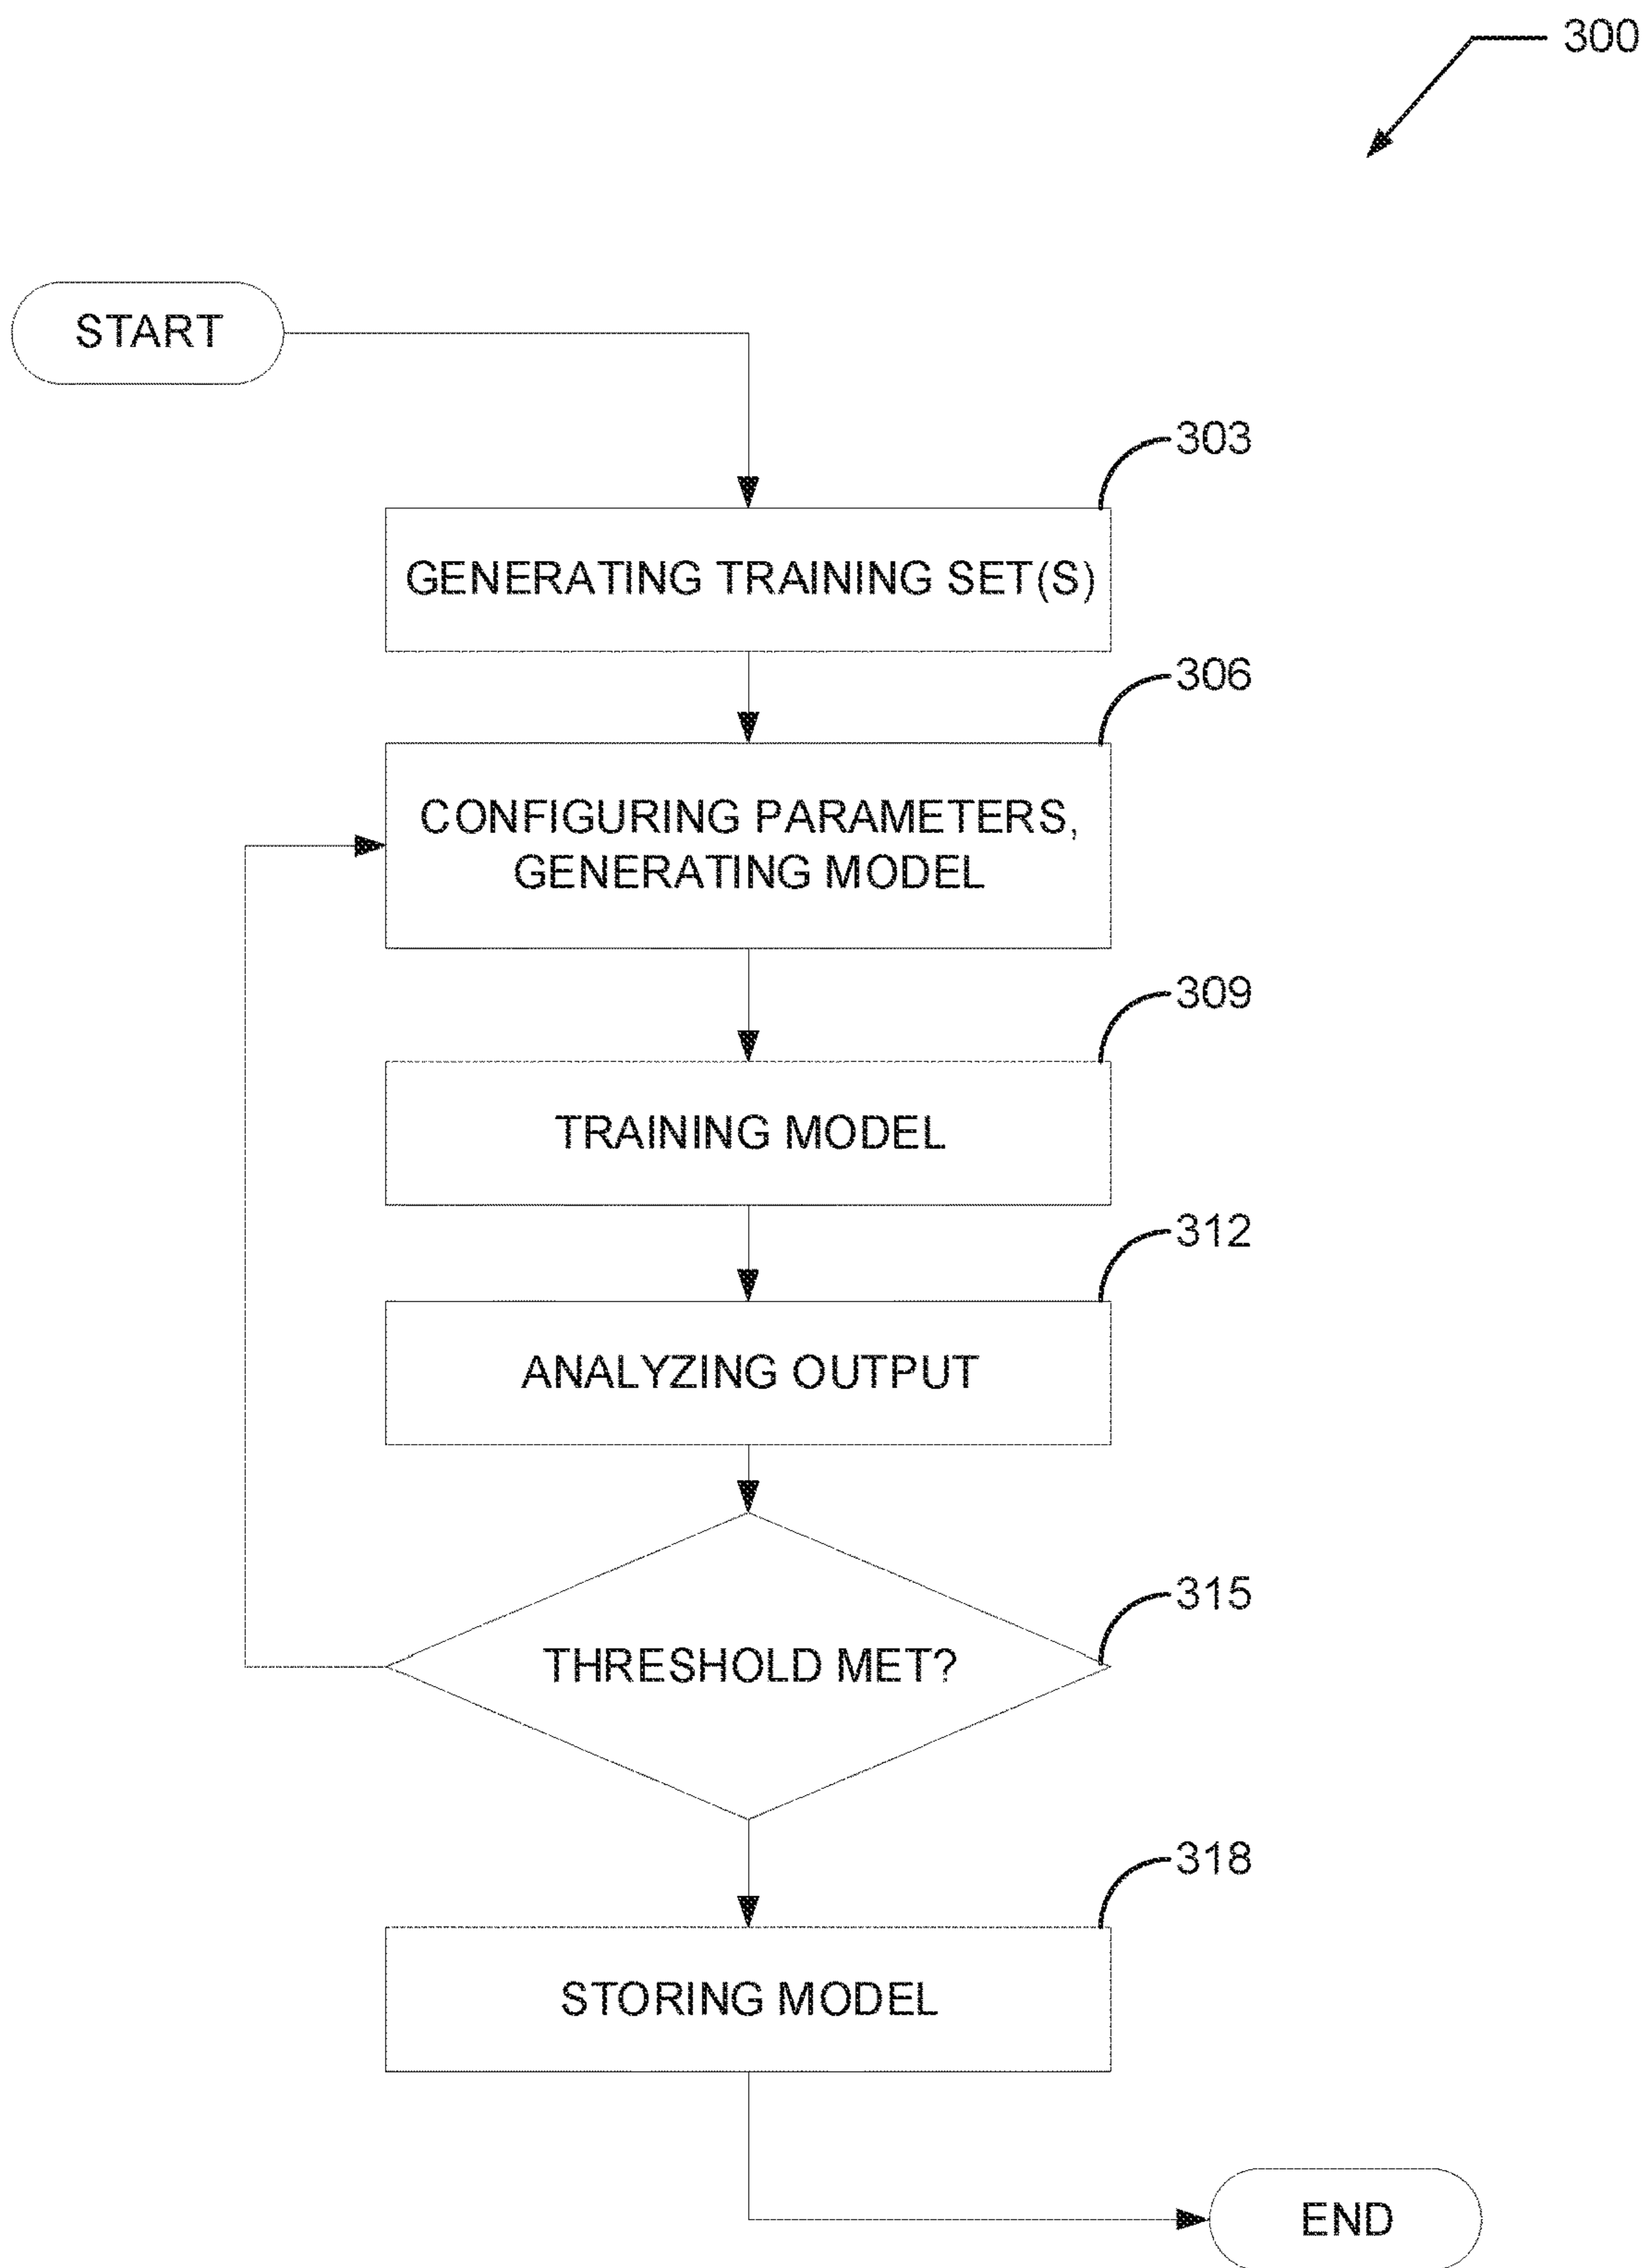 300
START
303
GENERATING TRAINING SET(S)
306
CONFIGURING PARAMETERS,
GENERATING MODEL
309
TRAINING MODEL
312
ANALYZING OUTPUT
315
THRESHOLD MET?
318
STORING MODEL
END